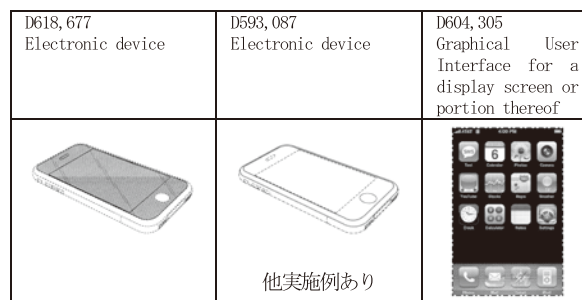 D618,677
Electronic device
D593,087
Electronic device
D604,305
Graphical User
Interface for a
display screen or
portion thereof
他実施例あり
6